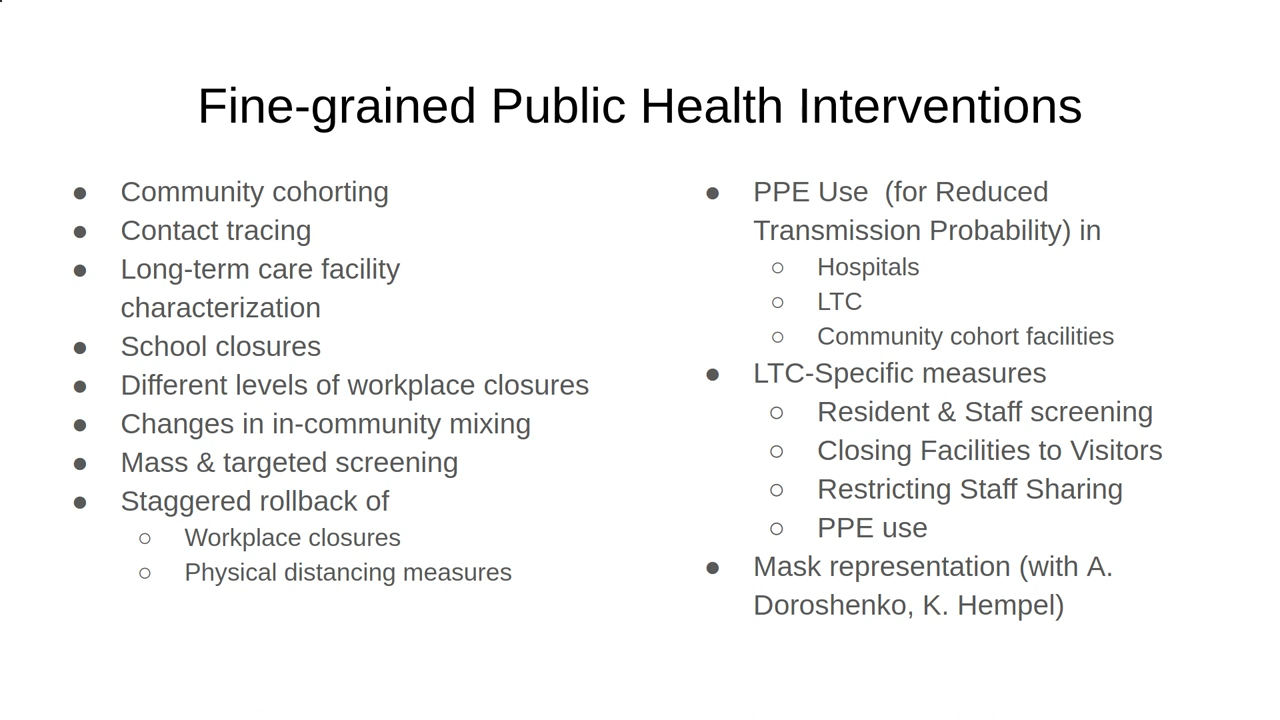 Fine-grained Public Health Interventions
● Community cohorting
● Contact tracing
● Long-term care facility
characterization
● School closures
● Different levels of workplace closures
● Changes in in-community mixing
● Mass & targeted screening
● Staggered rollback of
○ Workplace closures
○ Physical distancing measures
● PPE Use  (for Reduced
Transmission Probability) in
○ Hospitals
○ LTC
○ Community cohort facilities
● LTC-Specific measures
○ Resident & Staff screening
○ Closing Facilities to Visitors
○ Restricting Staff Sharing
○ PPE use
● Mask representation (with A.
Doroshenko, K. Hempel)